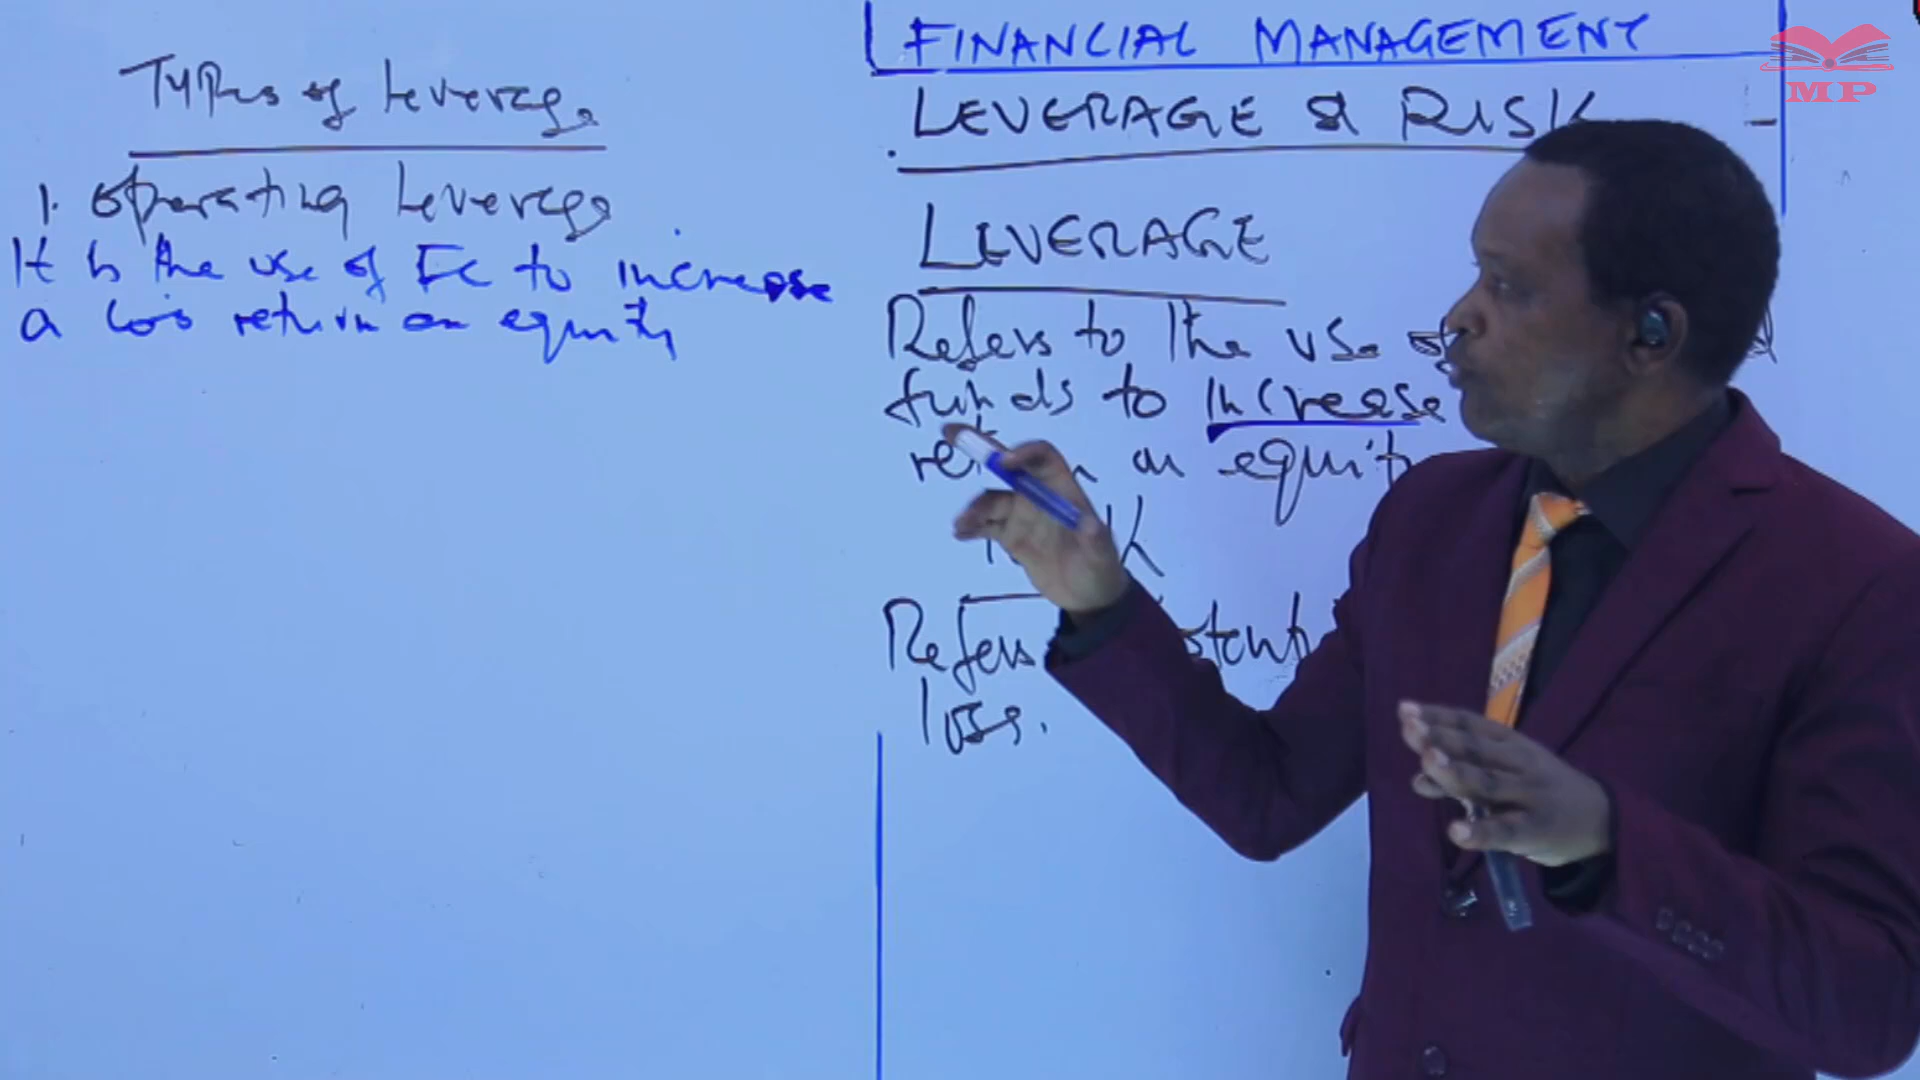 FINANCIAL MANAGEMENT
MP
LEVERAGE & RISK
LEVERAGE
Refers to the use of
funds to increase
on equity
Refers
loss.
Types of Leverage
1. Operating Leverage
It is the use of FC to increase
a co's return on equity